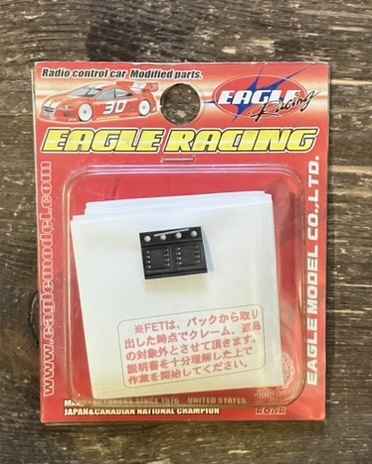 Radio control car Modified parts.
30
EAGLE
Racing
EAGLE RACING
www.eaglemodel.com
EAGLE MODEL CO.,LTD.
※FETは、パックから取り
出した時点でクレーム、返品
の対象外とさせて頂きます。
説明書を十分理解した上で
作業を開始してください。
SINCE 1976 UNITED STATES
JAPAN&CANADIAN NATIONAL CHAMPION
ROAR